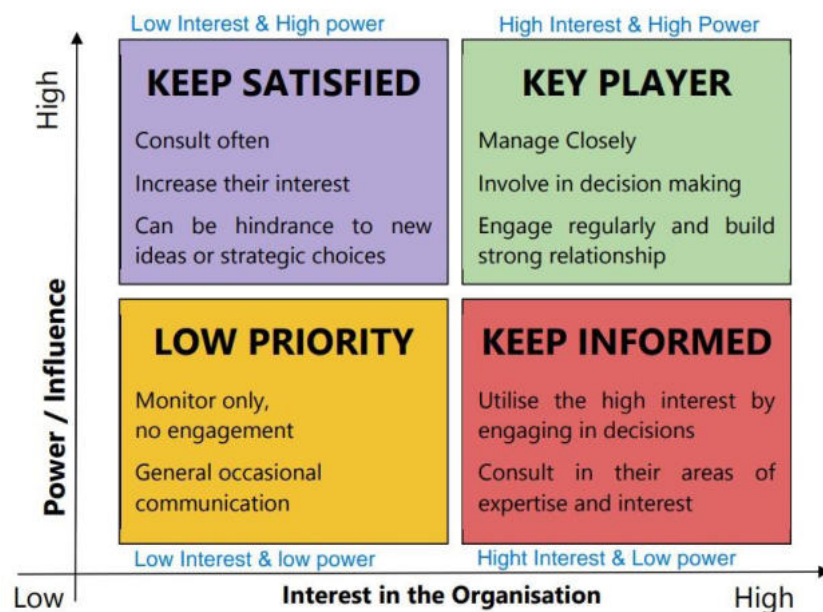 Low Interest & High power
High Interest & High Power
High
KEEP SATISFIED
Consult often
Increase their interest
Can be hindrance to new
ideas or strategic choices
KEY PLAYER
Manage Closely
Involve in decision making
Engage regularly and build
strong relationship
Power / Influence
LOW PRIORITY
Monitor only,
no engagement
General occasional
communication
KEEP INFORMED
Utilise the high interest by
engaging in decisions
Consult in their areas of
expertise and interest
Low Interest & low power
Hight Interest & Low power
Low
Interest in the Organisation
High